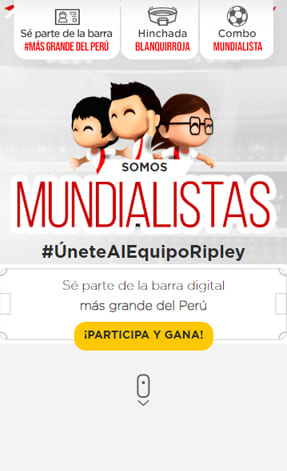 Sé parte de la barra
#MÁS GRANDE DEL PERÚ
Hinchada
BLANQUIRROJA
Combo
MUNDIALISTA
SOMOS
MUNDIALISTAS
#ÚneteAlEquipoRipley
Sé parte de la barra digital
más grande del Perú
¡PARTICIPA Y GANA!